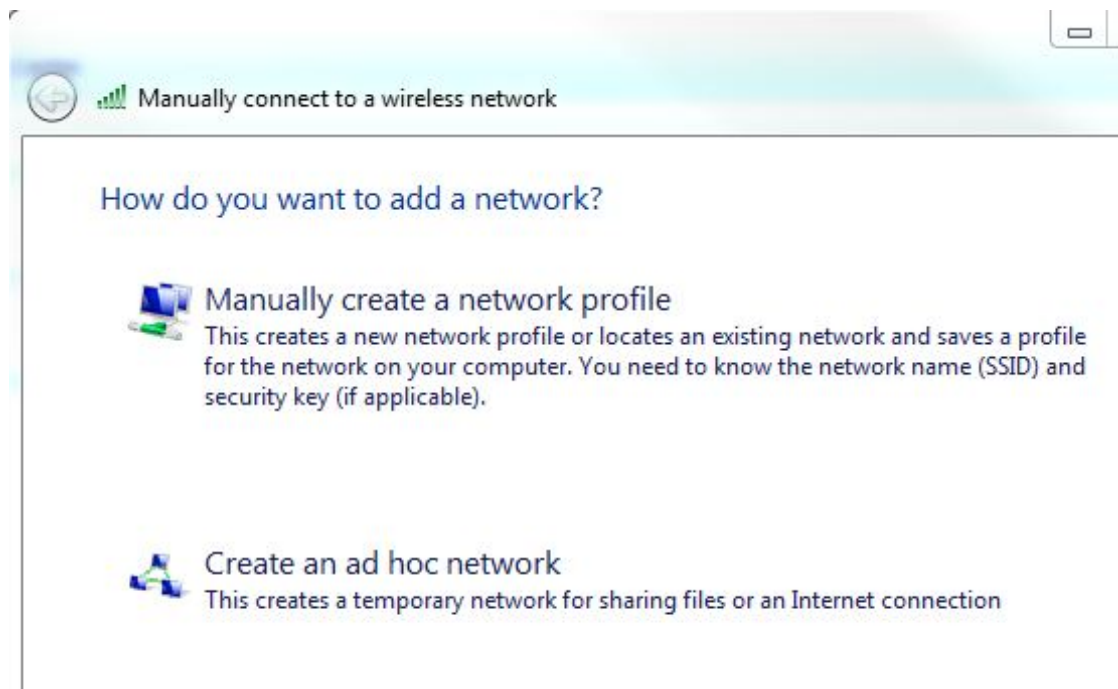 Manually connect to a wireless network
How do you want to add a network?
Manually create a network profile
This creates a new network profile or locates an existing network and saves a profile
for the network on your computer. You need to know the network name (SSID) and
security key (if applicable).
Create an ad hoc network
This creates a temporary network for sharing files or an Internet connection